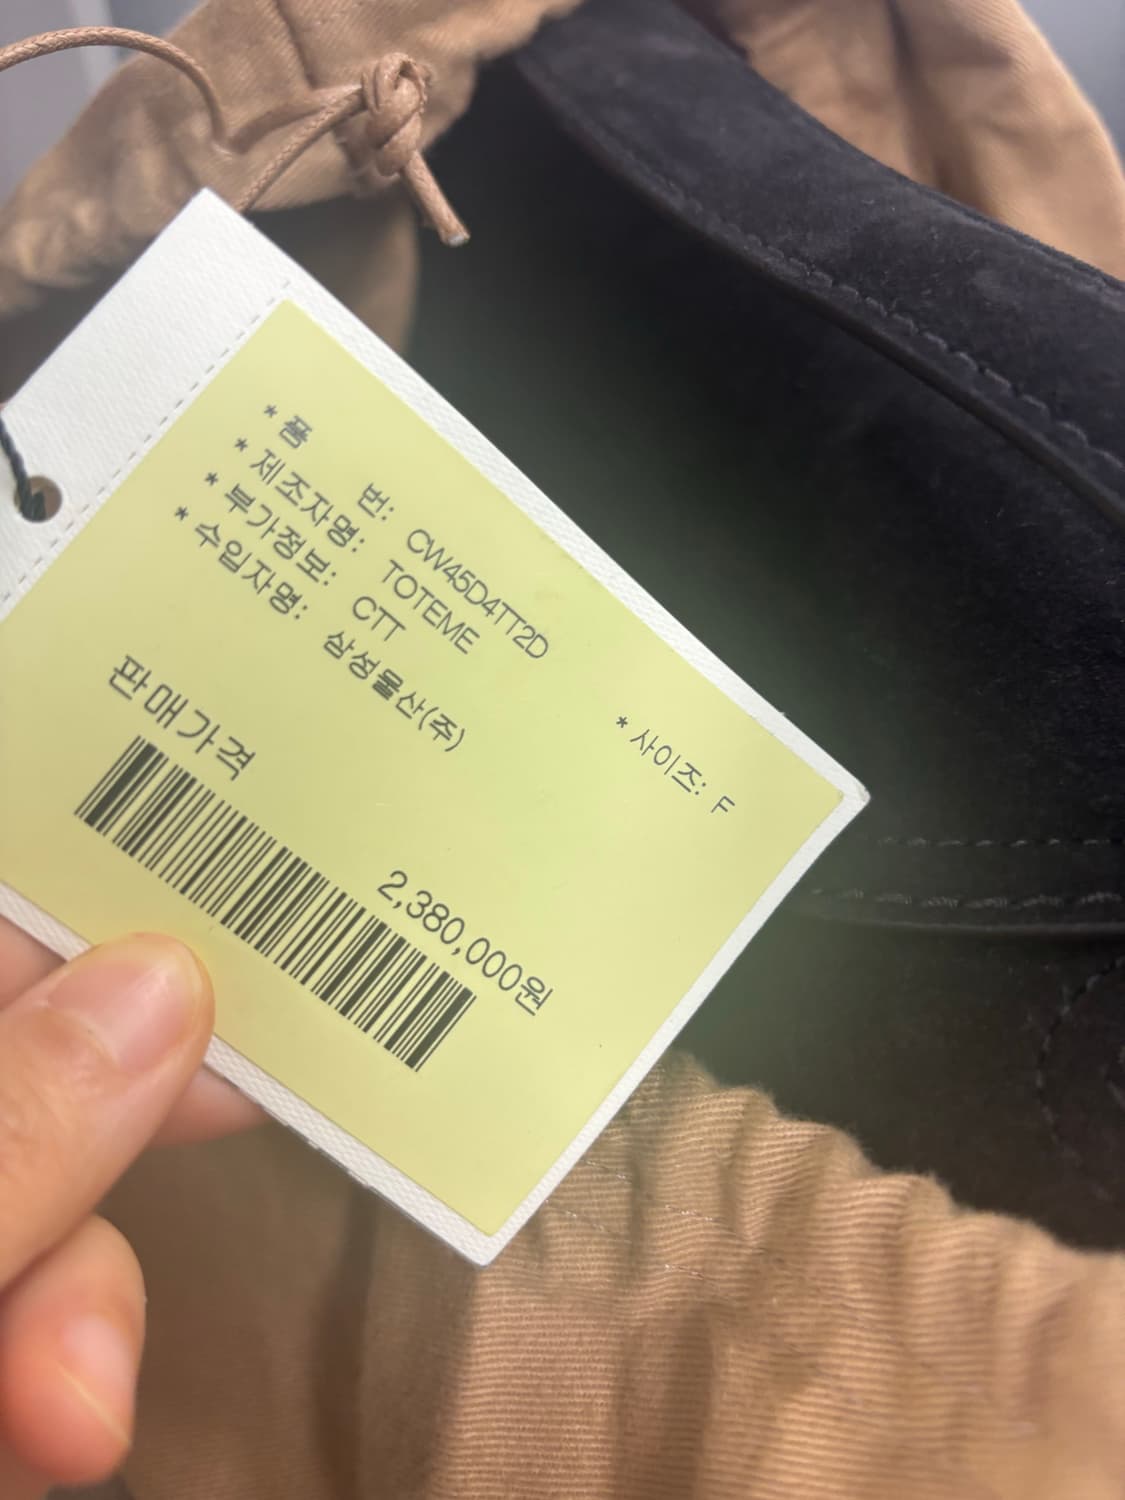 * 품 번: CW45D4TT2D
* 제조자명: TOTEME
* 부가정보: CTT
* 수입자명: 삼성물산(주)
* 사이즈: F
판매가격
2,380,000원